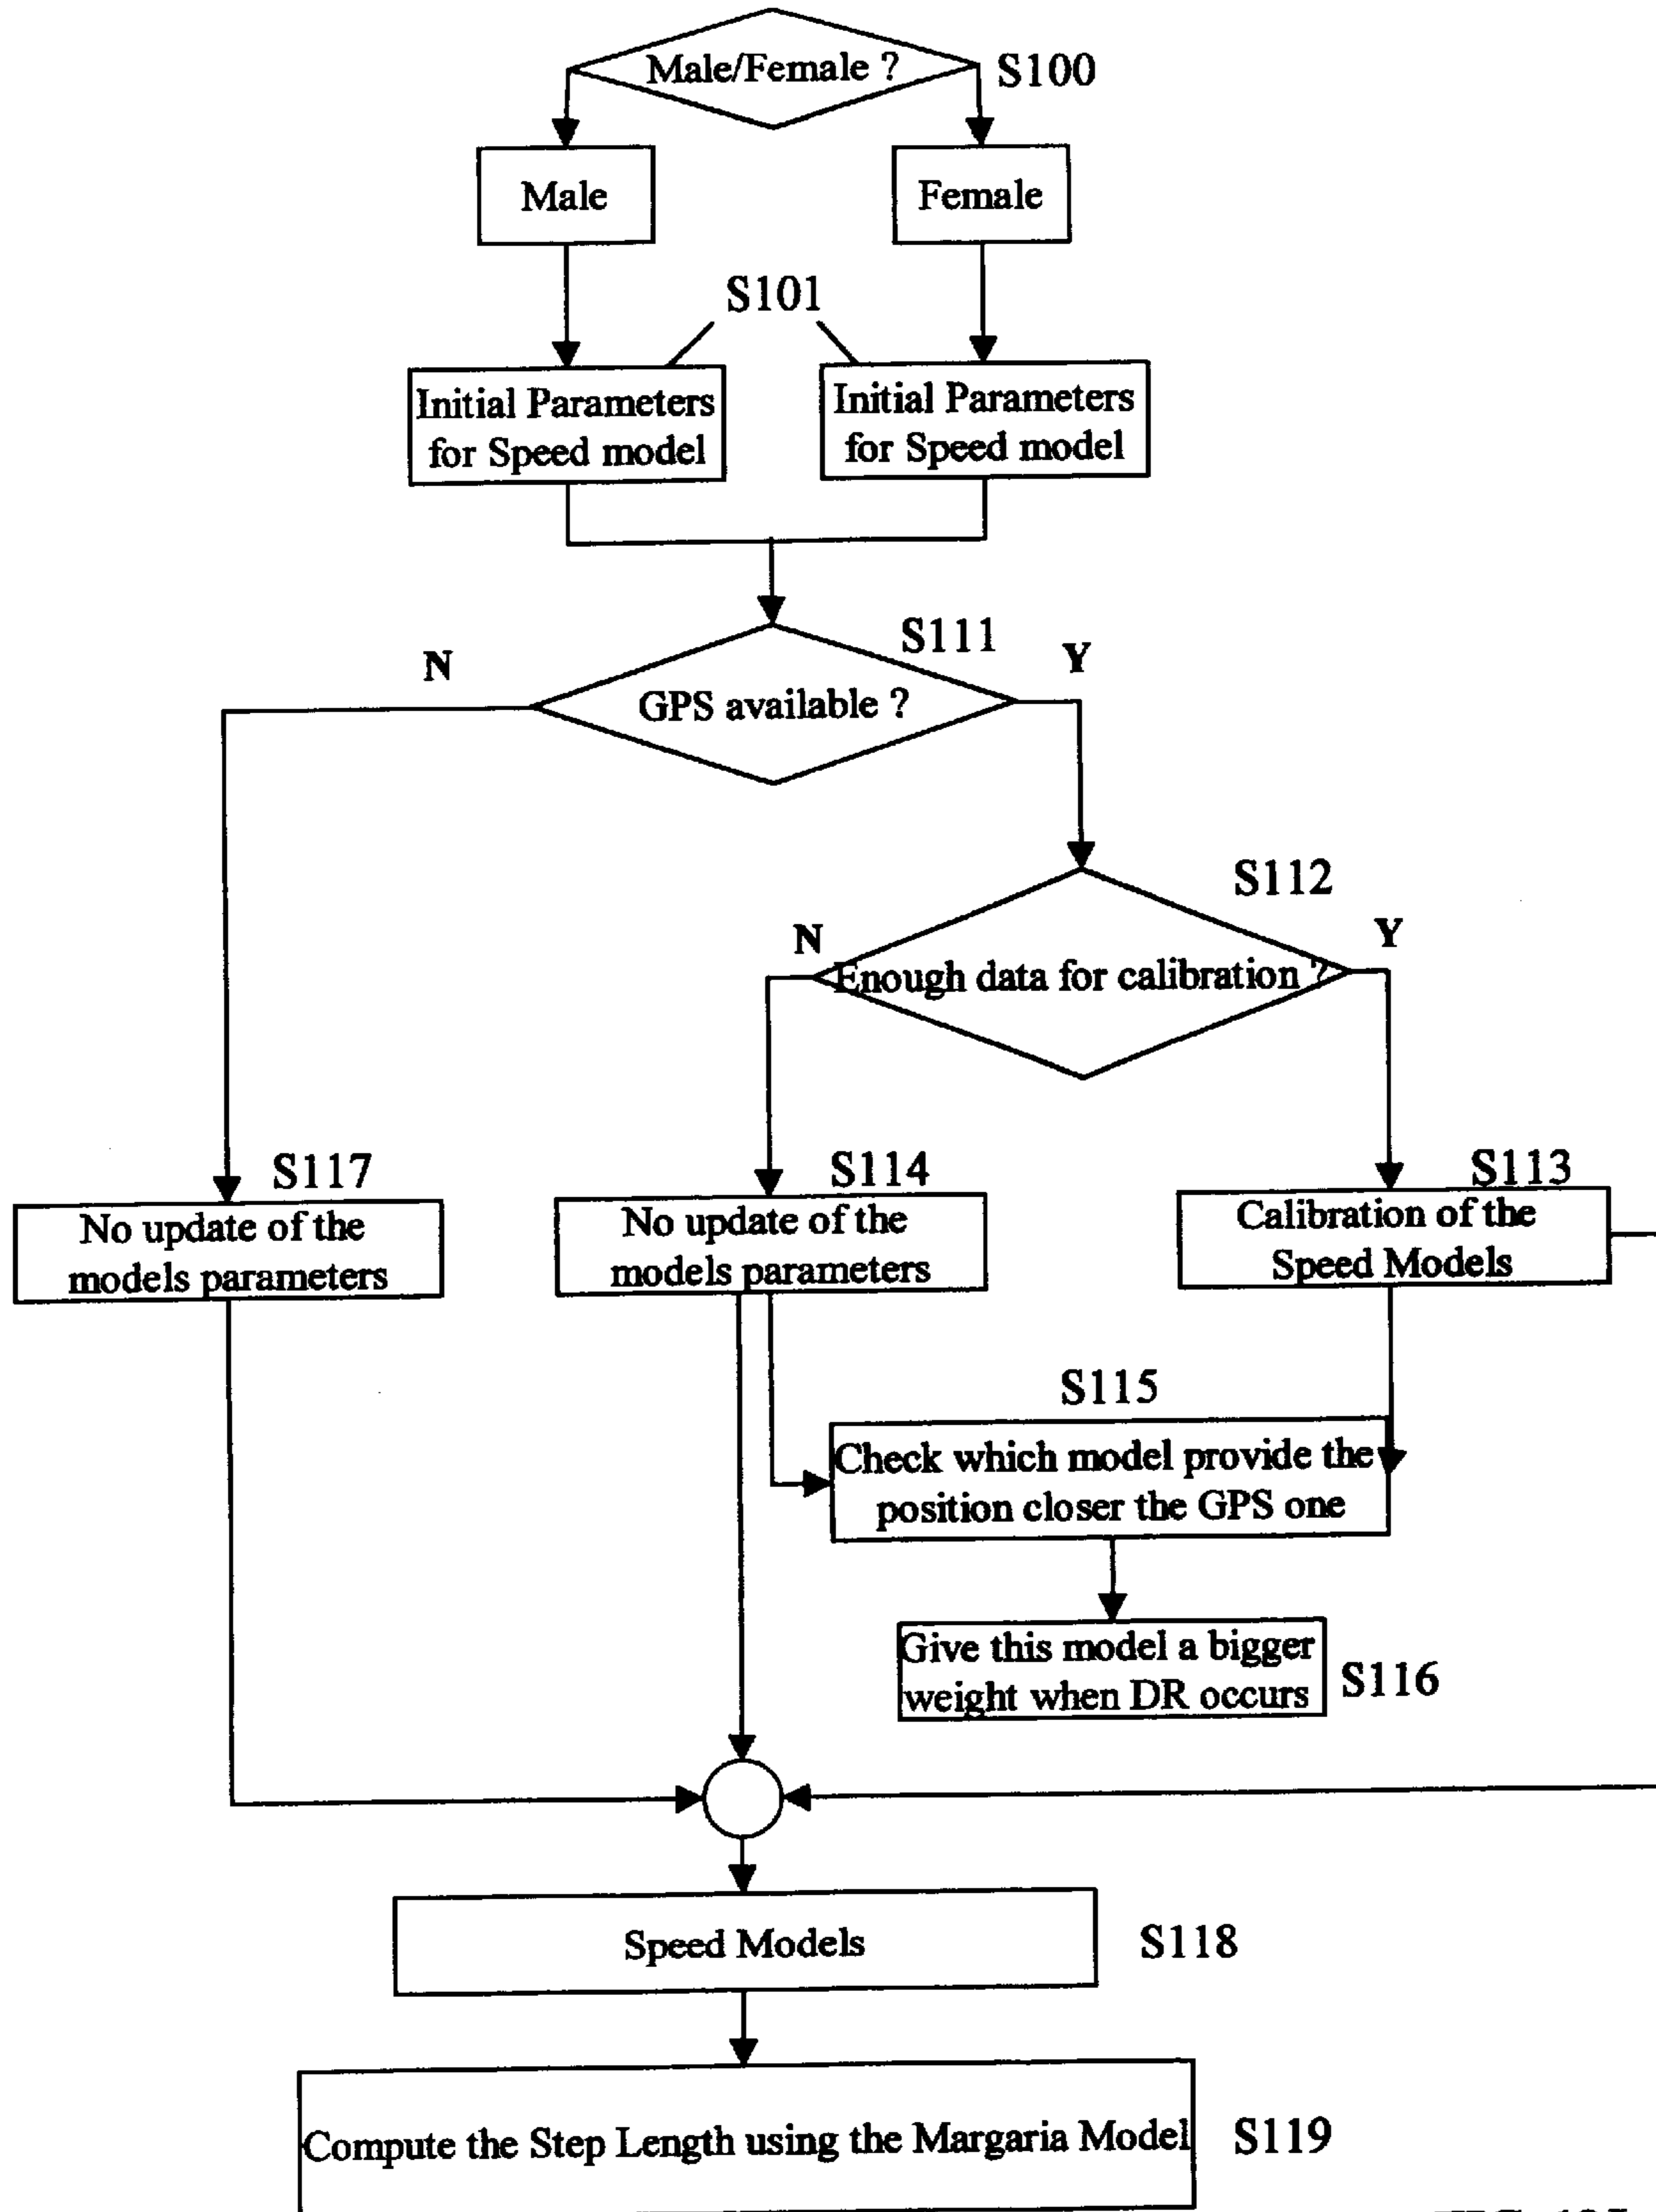 Male/Female ?
S100
Male
Female
S101
Initial Parameters
for Speed model
Initial Parameters
for Speed model
S111
N
Y
GPS available ?
S112
N
Y
Enough data for calibration ?
S117
S114
S113
No update of the
models parameters
No update of the
models parameters
Calibration of the
Speed Models
S115
Check which model provide the
position closer the GPS one
Give this model a bigger
weight when DR occurs
S116
Speed Models
S118
Compute the Step Length using the Margaria Model
S119